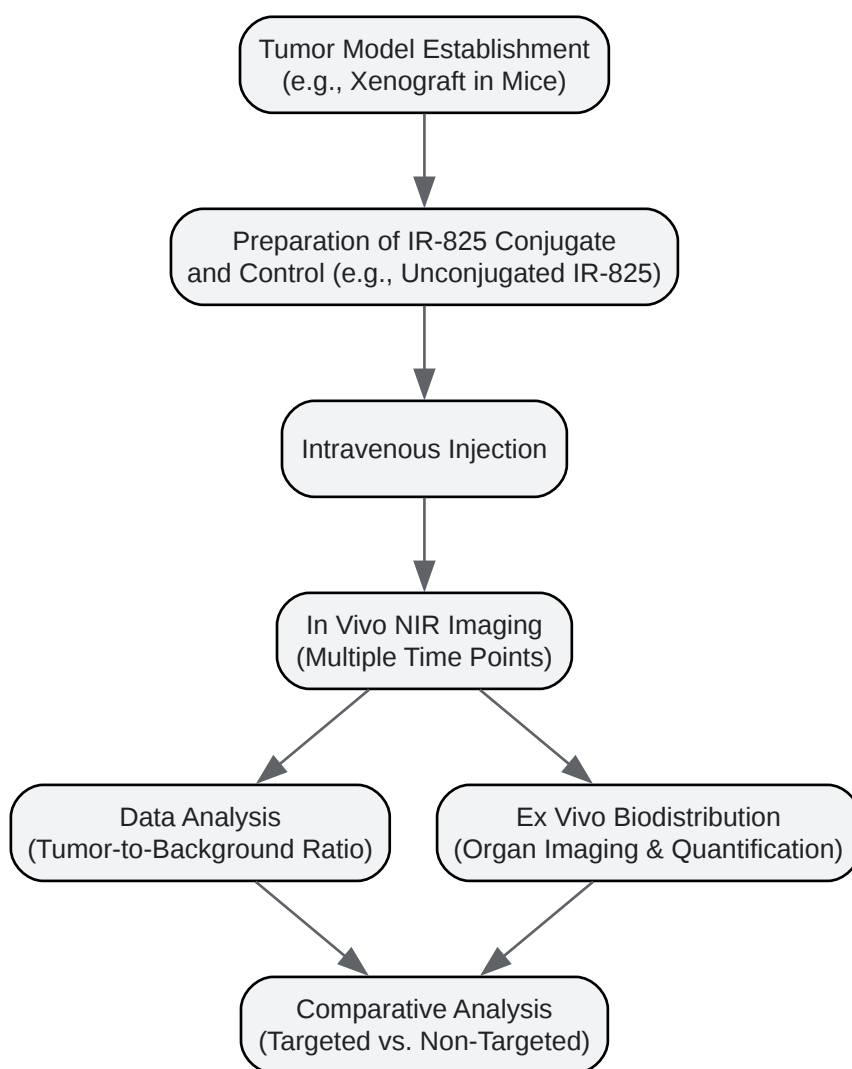 Tumor Model Establishment
(e.g., Xenograft in Mice)
Preparation of IR-825 Conjugate
and Control (e.g., Unconjugated IR-825)
Intravenous Injection
In Vivo NIR Imaging
(Multiple Time Points)
Data Analysis
(Tumor-to-Background Ratio)
Ex Vivo Biodistribution
(Organ Imaging & Quantification)
Comparative Analysis
(Targeted vs. Non-Targeted)